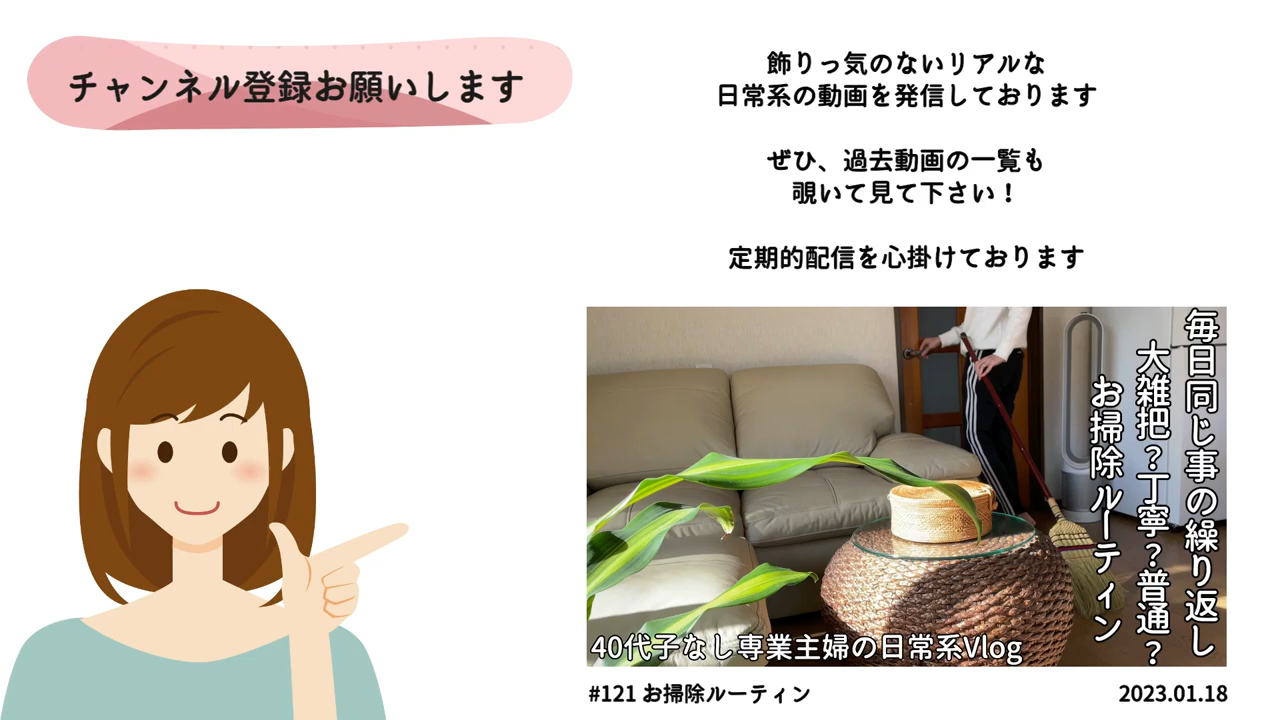 チャンネル登録お願いします
飾りっ気のないリアルな
日常系の動画を発信しております
ぜひ、過去動画の一覧も
覗いて見て下さい！
定期的配信を心掛けております
毎日同じ事の繰り返し
大雑把？丁寧？普通？
お掃除ルーティン
40代子なし専業主婦の日常系Vlog
#121 お掃除ルーティン
2023.01.18